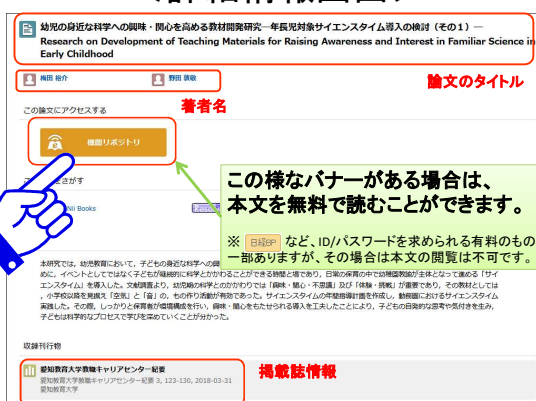 幼児の身近な科学への興味・関心を高める教材開発研究―年長児対象サイエンスタイム導入の検討（その１）―
Research on Development of Teaching Materials for Raising Awareness and Interest in Familiar Science in
Early Childhood
梅田 裕介 野田 敦敬
論文のタイトル
著者名
この論文にアクセスする
機関リポジトリ
この様なバナーがある場合は、
本文を無料で読むことができます。
※ 日経BP など、ID/パスワードを求められる有料のもの
一部ありますが、その場合は本文の閲覧は不可です。
さがす
Nii Books
本研究では，幼児教育において，子どもの身近な科学への興
めに，イベントとしてではなく子どもが継続的に科学とかかわることができる時間と場であり，日常の保育の中で幼稚園教諭が主体となって進める「サイ
エンスタイム」を導入した。文献調査より，幼児期の科学とのかかわりでは「興味・関心・不思議」及び「体験・挑戦」が重要であり，その教材としては
，小学校以降を見据え「空気」と「音」の，もの作り活動が有効であった。サイエンスタイムの年間指導計画を作成し，動機園におけるサイエンスタイム
実践した。その際，しっかりと保育者が環境構成を行い，興味・関心をもたせられる導入を工夫したことにより，子どもの自発的な思考や気付きを生み，
子どもは科学的なプロセスで学びを深めていくことが分かった。
収録刊行物
愛知教育大学教職キャリアセンター紀要
愛知教育大学教職キャリアセンター紀要 3, 123-130, 2018-03-31
愛知教育大学
掲載誌情報